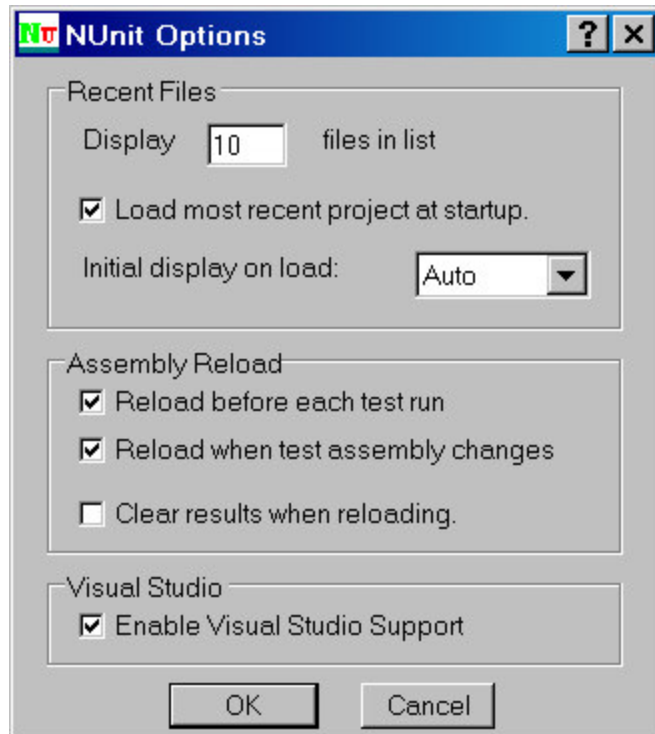 Nπ NUnit Options ? ×
Recent Files
Display 10 files in list
Load most recent project at startup.
Initial display on load: Auto
Assembly Reload
Reload before each test run
Reload when test assembly changes
Clear results when reloading.
Visual Studio
Enable Visual Studio Support
OK Cancel